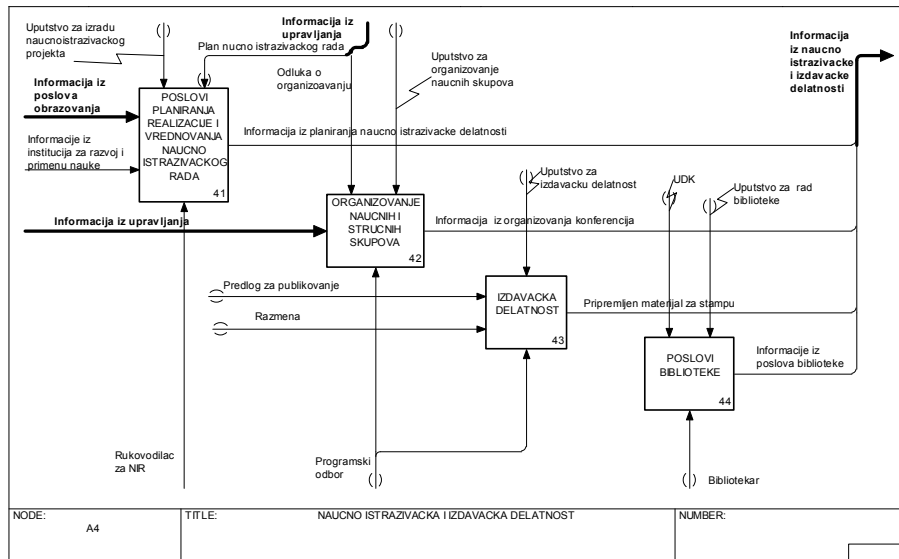 Uputstvo za izradu
naucnoistrazivackog
projekta
Informacija iz
upravljanja
Plan nucno istrazivackog rada
Odluka o
organizoavanju
Uputstvo za
organizovanje
naucnih skupova
Informacija
iz naucno
istrazivacke
i izdavacke
delatnosti
Informacija iz
poslova
obrazovanja
POSLOVI
PLANIRANJA
REALIZACIJE I
VREDNOVANJA
NAUCNO
ISTRAZIVACKOG
RADA
41
Informacija iz planiranja naucno istrazivacke delatnosti
Informacije iz
institucija za razvoj i
primenu nauke
Uputstvo za
izdavacku delatnost
UDK
Uputstvo za rad
biblioteke
Informacija iz upravljanja
ORGANIZOVANJE
NAUCNIH I
STRUCNIH
SKUPOVA
42
Informacija iz organizovanja konferencija
Predlog za publikovanje
Razmena
IZDAVACKA
DELATNOST
43
Pripremljen materijal za stampu
POSLOVI
BIBLIOTEKE
44
Informacije iz
poslova biblioteke
Rukovodilac
za NIR
Programski
odbor
Bibliotekar
NODE:
A4
TITLE:
NAUCNO ISTRAZIVACKA I IZDAVACKA DELATNOST
NUMBER: